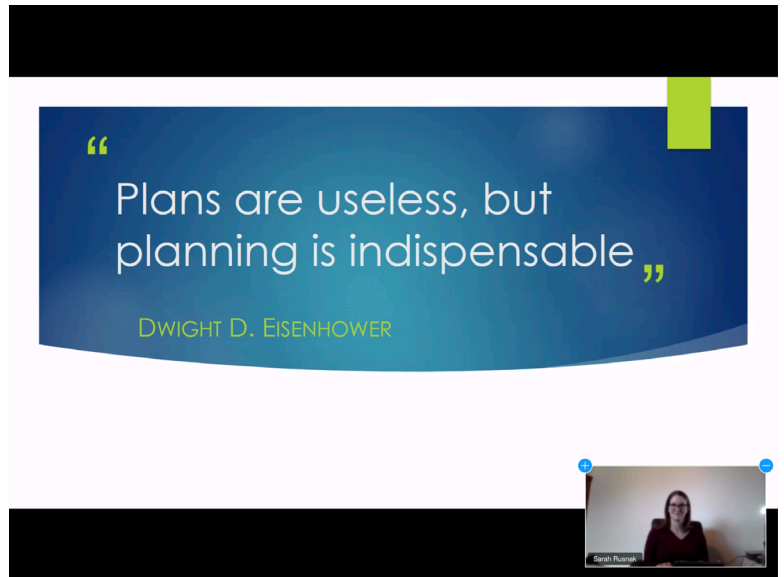 “
Plans are useless, but
planning is indispensable
”
DWIGHT D. EISENHOWER
Sarah Rusnak